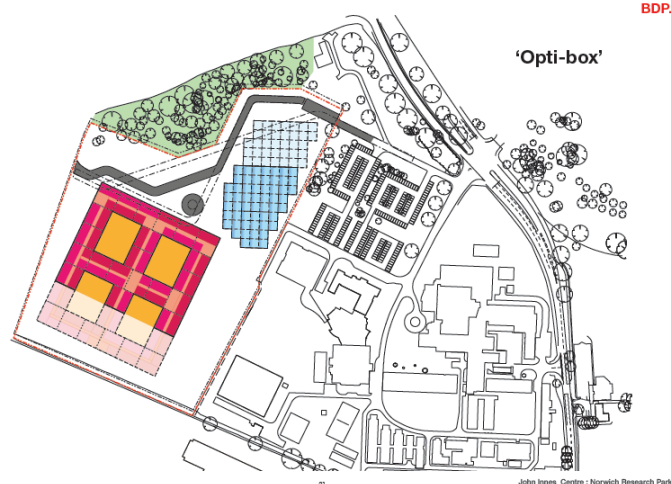 BDP.
'Opti-box'
John Innes Centre : Norwich Research Park